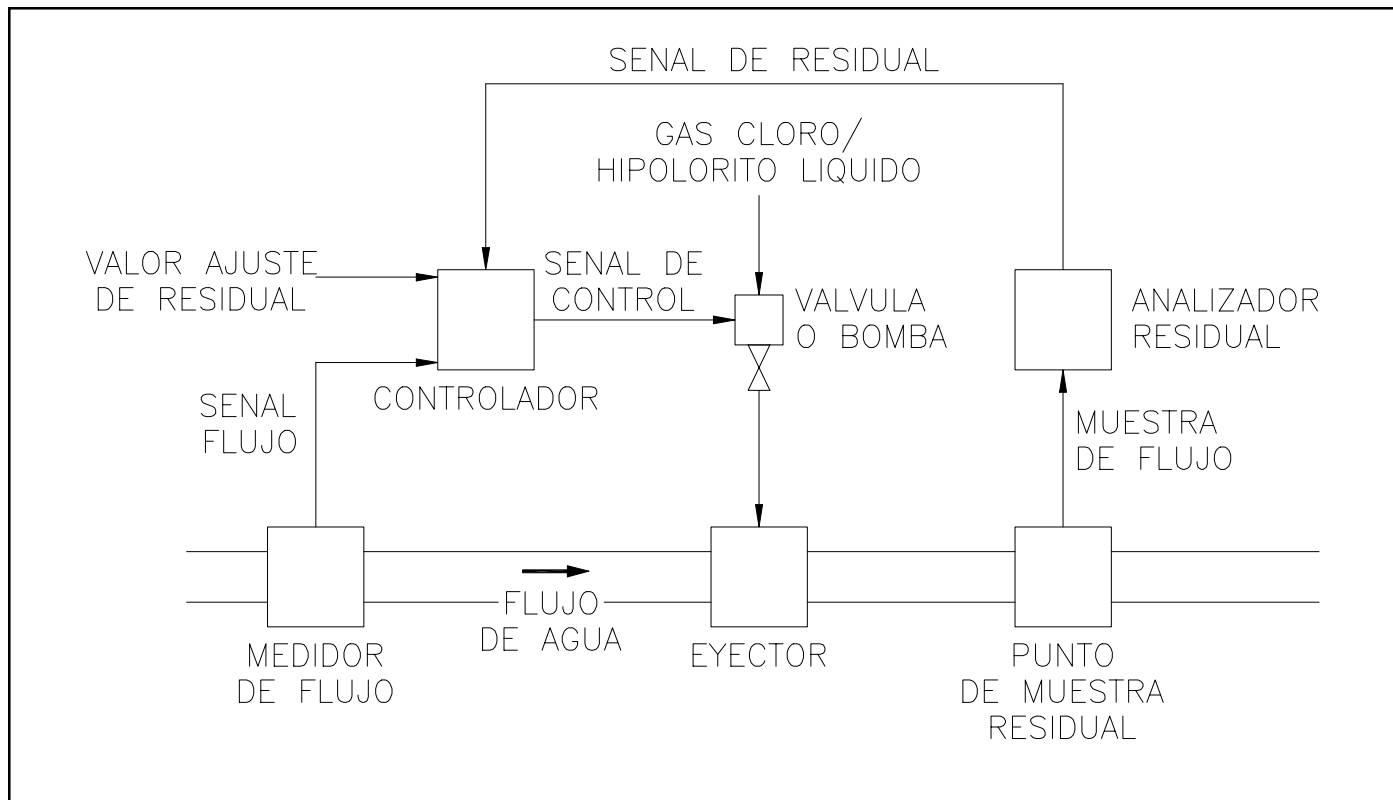 SENAL DE RESIDUAL
GAS CLORO/
HIPOLORITO LIQUIDO
VALOR AJUSTE
DE RESIDUAL
SENAL DE
CONTROL
VALVULA
O BOMBA
ANALIZADOR
RESIDUAL
CONTROLADOR
SENAL
FLUJO
MUESTRA
DE FLUJO
FLUJO
DE AGUA
MEDIDOR
DE FLUJO
EYECTOR
PUNTO
DE MUESTRA
RESIDUAL